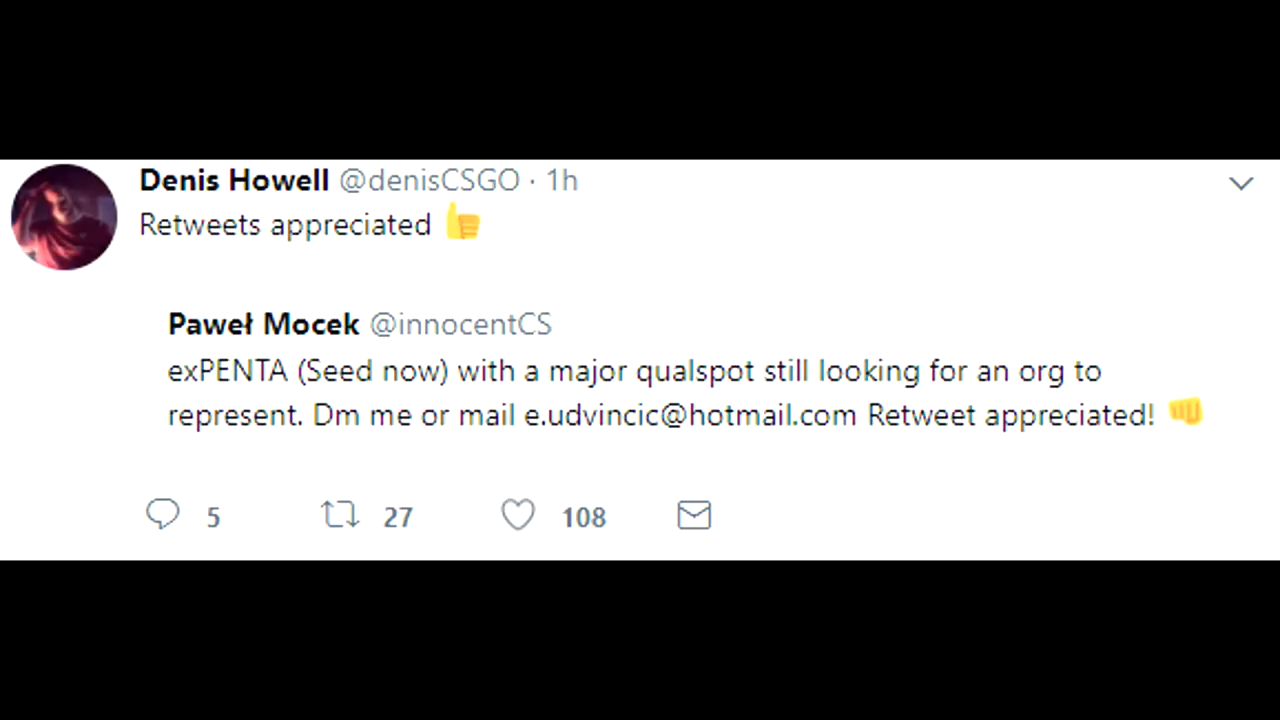 Denis Howell @denisCSGO · 1h
Retweets appreciated 👍
Paweł Mocek @innocentCS
exPENTA (Seed now) with a major qualspot still looking for an org to
represent. Dm me or mail e.udvincic@hotmail.com Retweet appreciated! 👊
5 27 108